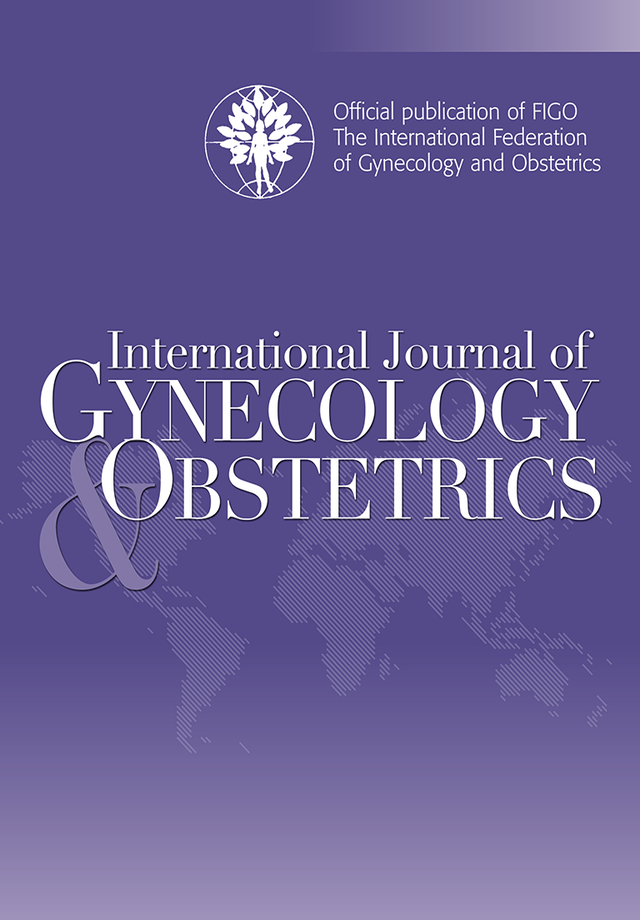 Official publication of FIGO
The International Federation
of Gynecology and Obstetrics
International Journal of
GYNECOLOGY
& OBSTETRICS